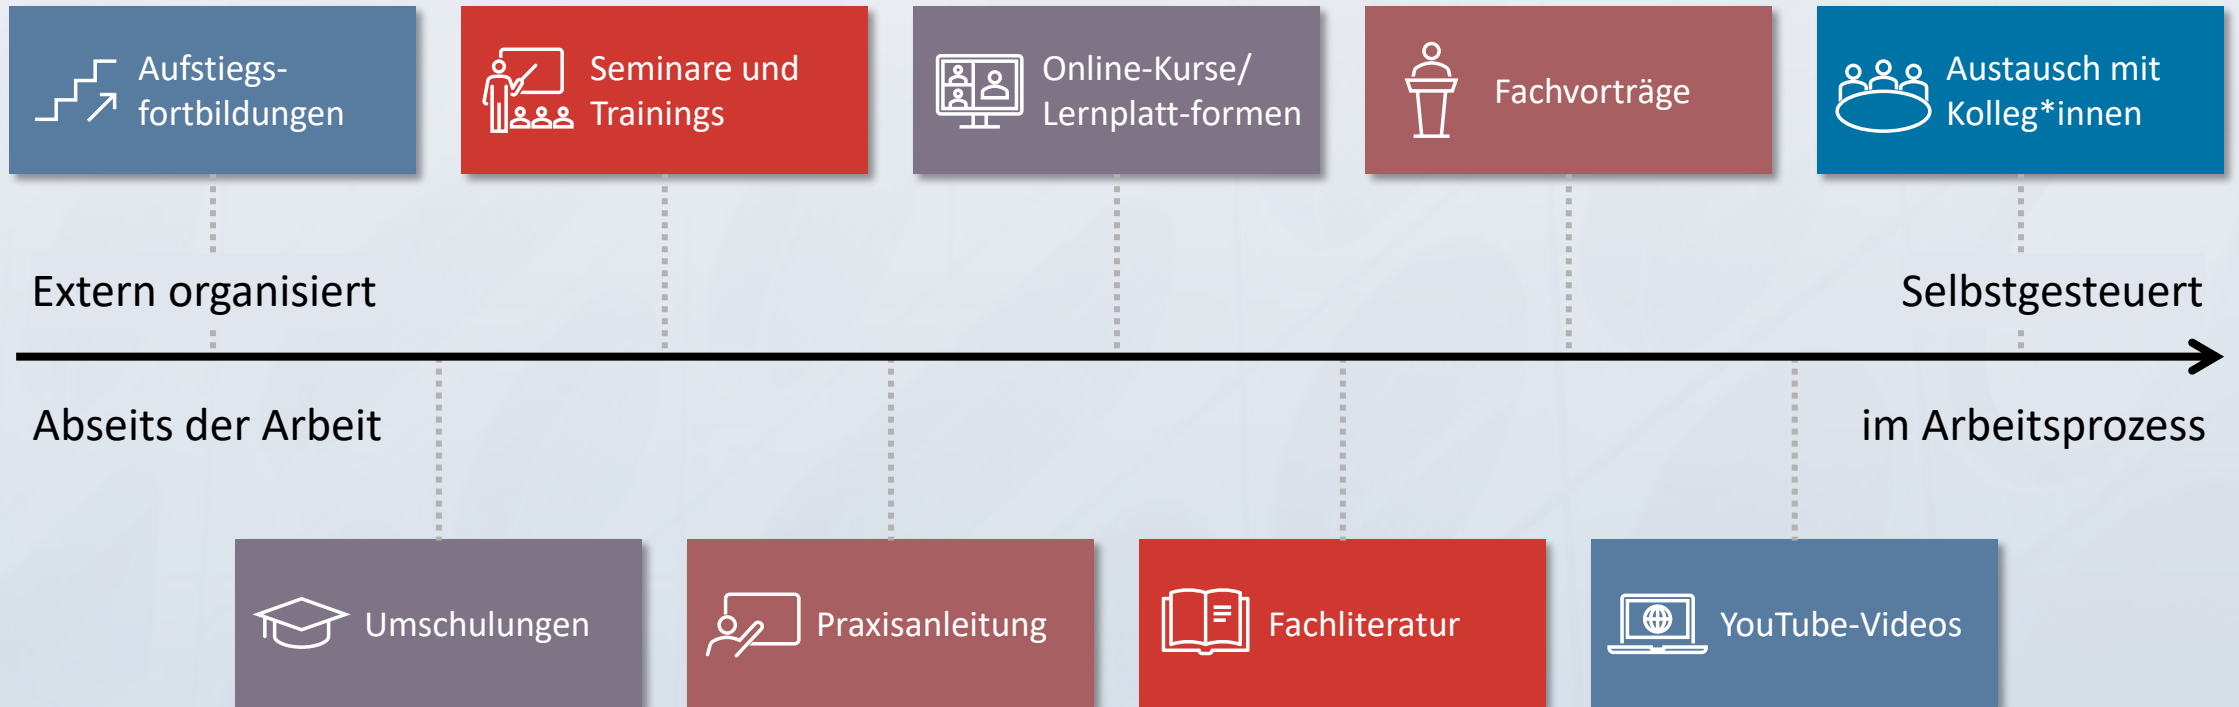 Aufstiegs-
fortbildungen
Seminare und
Trainings
Online-Kurse/
Lernplatt-formen
Fachvorträge
Austausch mit
Kolleg*innen
Extern organisiert
Selbstgesteuert
Abseits der Arbeit
im Arbeitsprozess
Umschulungen
Praxisanleitung
Fachliteratur
YouTube-Videos